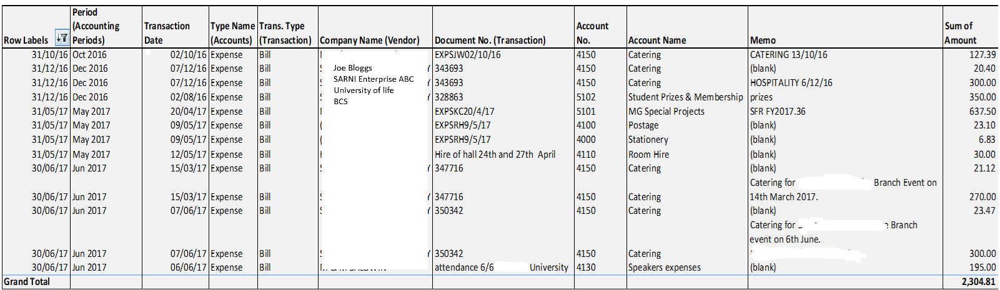 Row Labels Period (Accounting Periods) Transaction Date Type Name (Accounts) Trans. Type (Transaction) Company Name (Vendor) Document No. (Transaction) Account No. Account Name Memo Sum of Amount
31/10/16 Oct 2016 02/10/16 Expense Bill EXPSJW02/10/16 4150 Catering CATERING 13/10/16 127.39
Joe Bloggs
SARNI Enterprise ABC
University of life
BCS
31/12/16 Dec 2016 07/12/16 Expense Bill 343693 4150 Catering (blank) 20.40
31/12/16 Dec 2016 07/12/16 Expense Bill 343693 4150 Catering HOSPITALITY 6/12/16 300.00
31/12/16 Dec 2016 02/08/16 Expense Bill 328863 5102 Student Prizes & Membership prizes 350.00
31/05/17 May 2017 20/04/17 Expense Bill EXPSKC20/4/17 5101 MG Special Projects SFR FY2017.36 637.50
31/05/17 May 2017 09/05/17 Expense Bill EXPSRH9/5/17 4100 Postage (blank) 23.10
31/05/17 May 2017 09/05/17 Expense Bill EXPSRH9/5/17 4000 Stationery (blank) 6.83
31/05/17 May 2017 12/05/17 Expense Bill Hire of hall 24th and 27th April 4110 Room Hire (blank) 30.00
30/06/17 Jun 2017 15/03/17 Expense Bill 347716 4150 Catering (blank) 21.12
Catering for Branch Event on
30/06/17 Jun 2017 15/03/17 Expense Bill 347716 4150 Catering 14th March 2017. 270.00
30/06/17 Jun 2017 07/06/17 Expense Bill 350342 4150 Catering (blank) 23.47
Catering for Branch
event on 6th June.
30/06/17 Jun 2017 07/06/17 Expense Bill 350342 4150 Catering 300.00
30/06/17 Jun 2017 06/06/17 Expense Bill attendance 6/6 University 4130 Speakers expenses (blank) 195.00
Grand Total 2,304.81